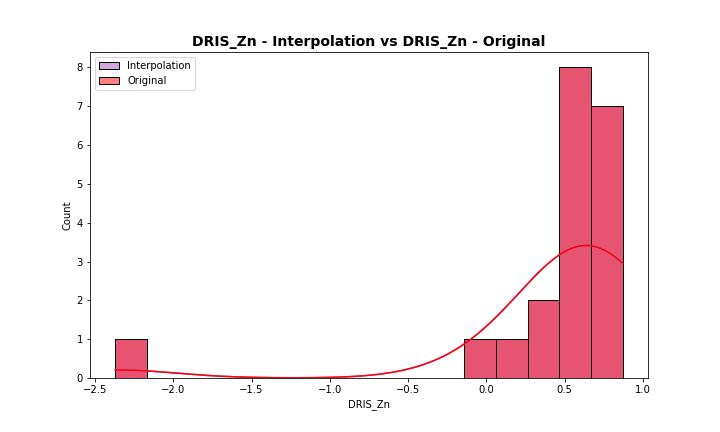 DRIS_Zn - Interpolation vs DRIS_Zn - Original
Interpolation
Original
Count
8
7
6
5
4
3
2
1
0
−2.5 −2.0 −1.5 −1.0 −0.5 0.0 0.5 1.0
DRIS_Zn